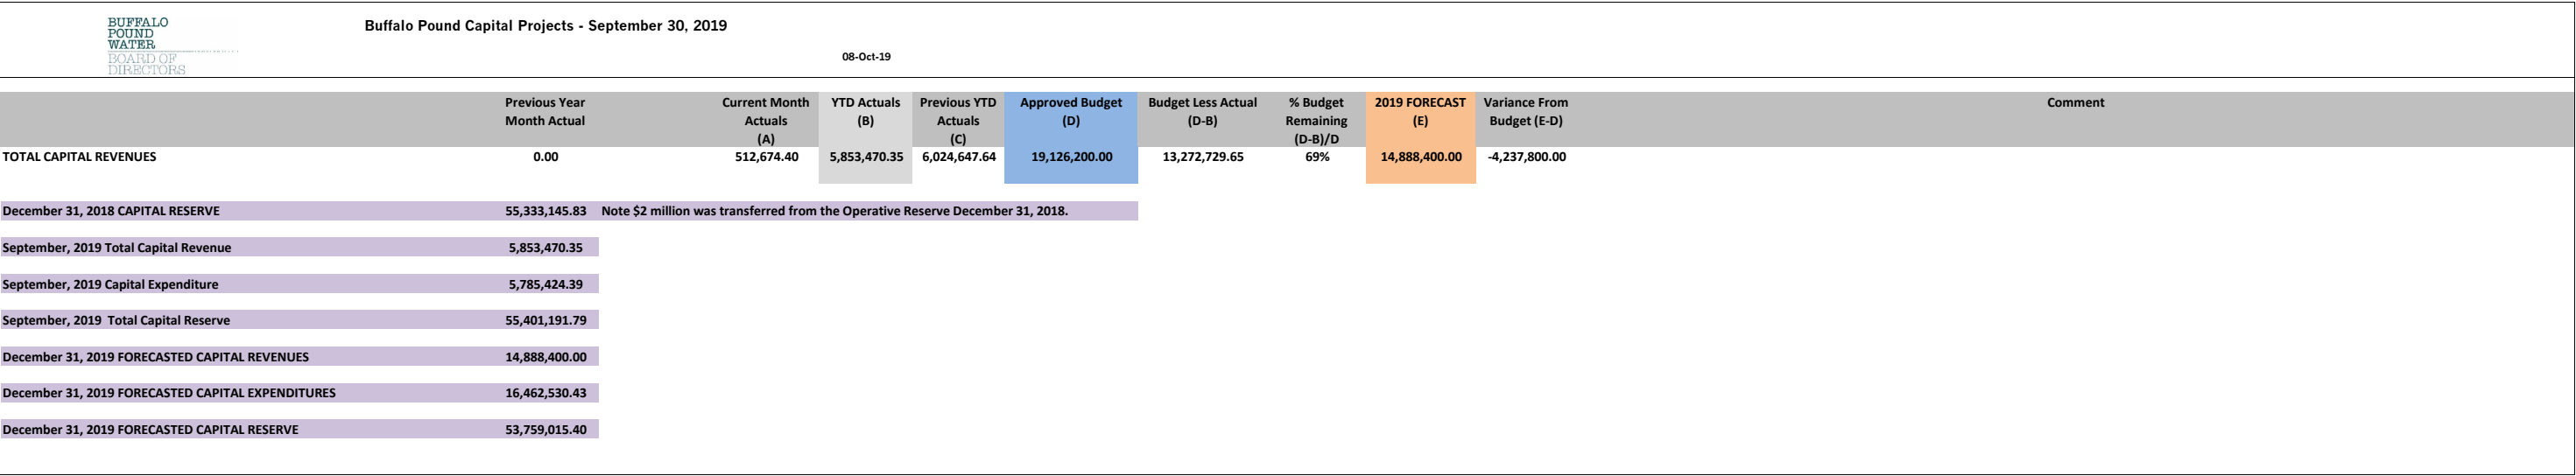 BUFFALO
POUND
WATER
BOARD OF
DIRECTORS
Buffalo Pound Capital Projects - September 30, 2019
08-Oct-19
Previous Year Month Actual Current Month Actuals (A) YTD Actuals (B) Previous YTD Actuals (C) Approved Budget (D) Budget Less Actual (D-B) % Budget Remaining (D-B)/D 2019 FORECAST (E) Variance From Budget (E-D) Comment
TOTAL CAPITAL REVENUES 0.00 512,674.40 5,853,470.35 6,024,647.64 19,126,200.00 13,272,729.65 69% 14,888,400.00 -4,237,800.00
December 31, 2018 CAPITAL RESERVE 55,333,145.83 Note $2 million was transferred from the Operative Reserve December 31, 2018.
September, 2019 Total Capital Revenue 5,853,470.35
September, 2019 Capital Expenditure 5,785,424.39
September, 2019 Total Capital Reserve 55,401,191.79
December 31, 2019 FORECASTED CAPITAL REVENUES 14,888,400.00
December 31, 2019 FORECASTED CAPITAL EXPENDITURES 16,462,530.43
December 31, 2019 FORECASTED CAPITAL RESERVE 53,759,015.40